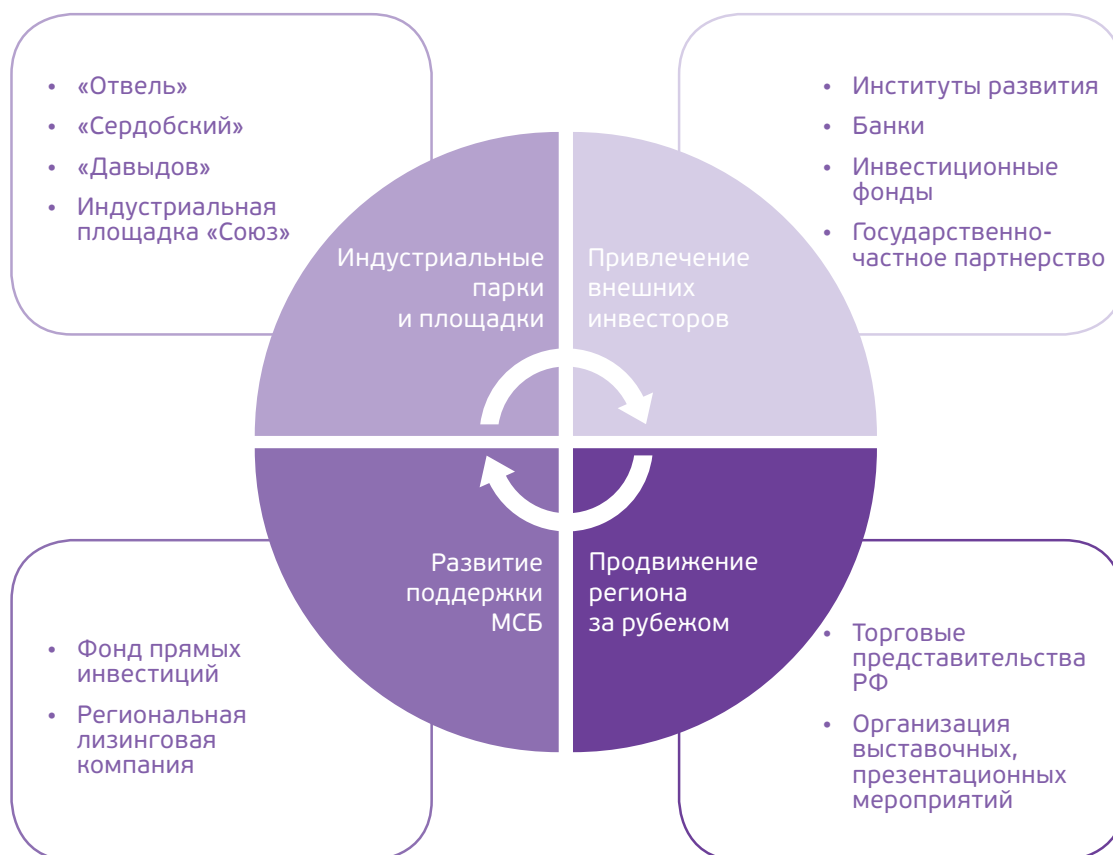 • «Отвель»
• «Сердобский»
• «Давыдов»
• Индустриальная
площадка «Союз»
• Институты развития
• Банки
• Инвестиционные
фонды
• Государственно-
частное партнерство
Индустриальные
парки
и площадки
Привлечение
внешних
инвесторов
Развитие
поддержки
МСБ
Продвижение
региона
за рубежом
• Фонд прямых
инвестиций
• Региональная
лизинговая
компания
• Торговые
представительства
РФ
• Организация
выставочных,
презентационных
мероприятий